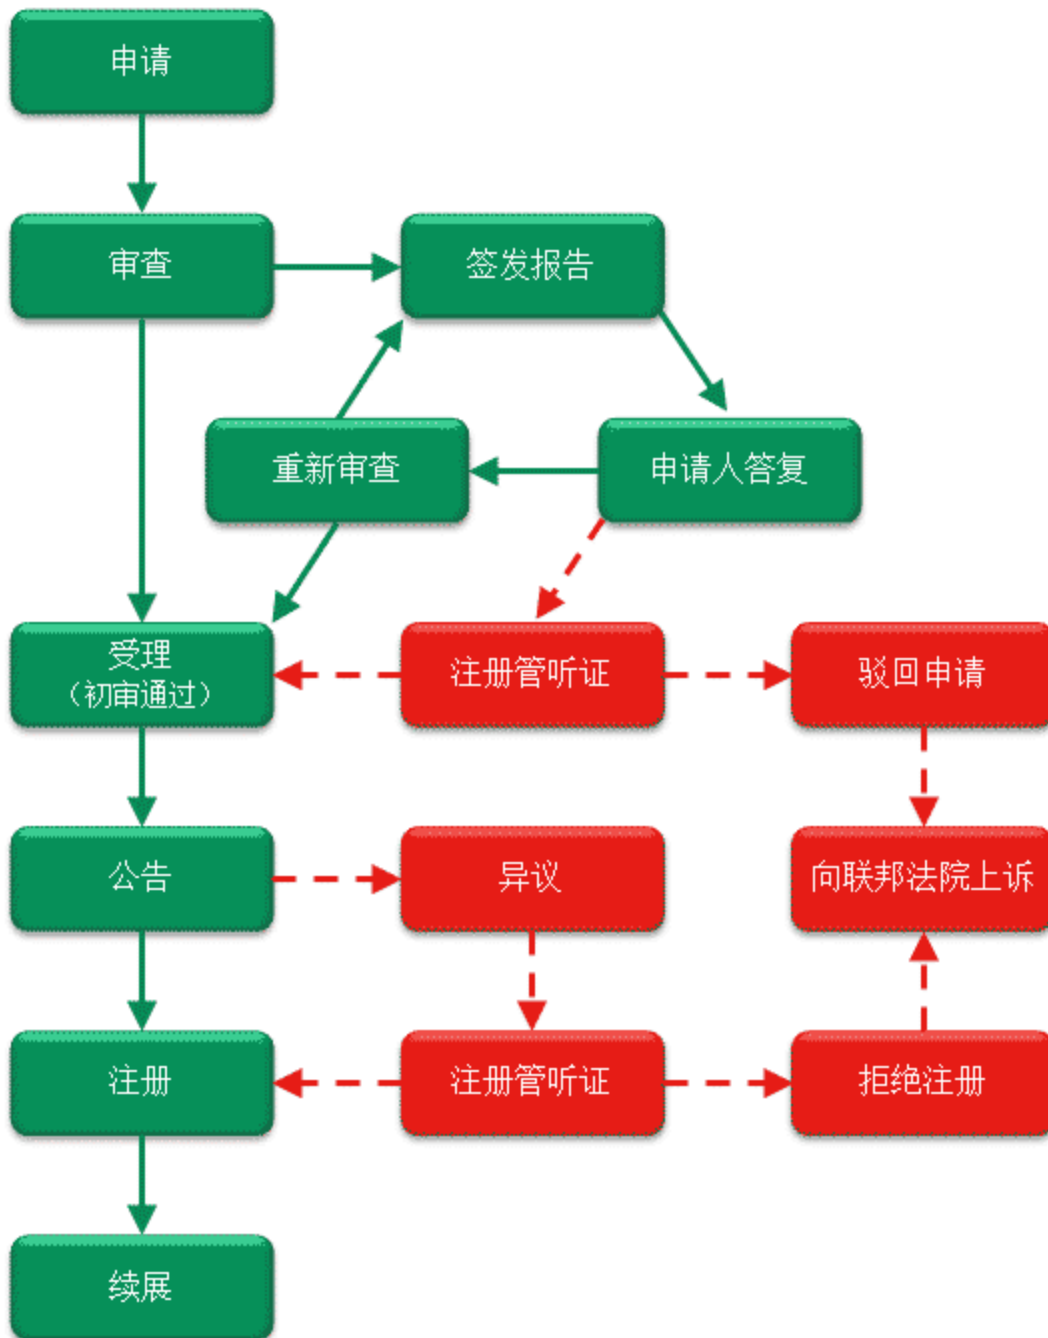 申请
审查
签发报告
重新审查
申请人答复
受理
（初审通过）
注册管听证
驳回申请
公告
异议
向联邦法院上诉
注册
注册管听证
拒绝注册
续展